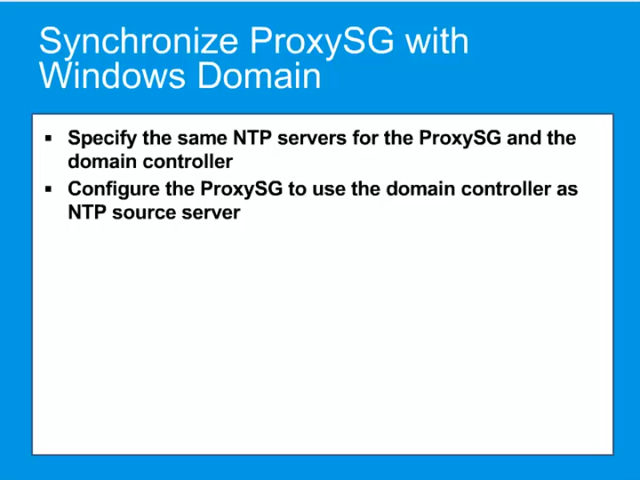 Synchronize ProxySG with
Windows Domain
▪ Specify the same NTP servers for the ProxySG and the
domain controller
▪ Configure the ProxySG to use the domain controller as
NTP source server